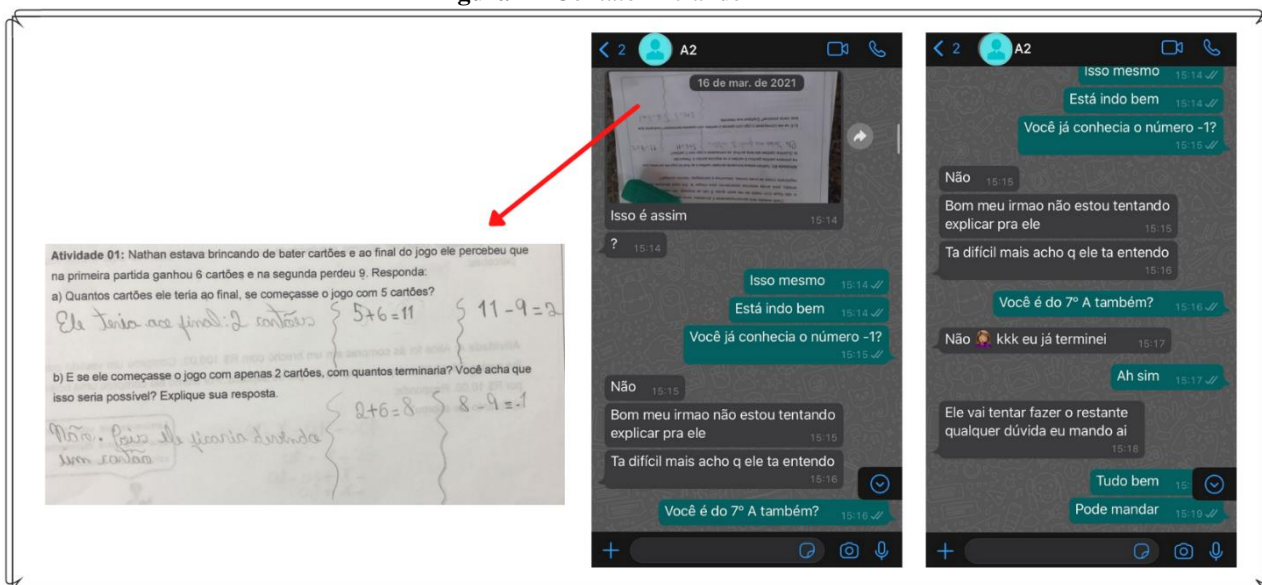 Atividade 01: Nathan estava brincando de bater cartões e ao final do jogo ele percebeu que
na primeira partida ganhou 6 cartões e na segunda perdeu 9. Responda:
a) Quantos cartões ele teria ao final, se começasse o jogo com 5 cartões?
Ele teria ao final: 2 cartões
5+6=11
11-9=2
b) E se ele começasse o jogo com apenas 2 cartões, com quantos terminaria? Você acha que
isso seria possível? Explique sua resposta.
Não. Pois ele ficaria devendo
um cartão
2+6=8
8-9=-1
2
A2
16 de mar. de 2021
Isso é assim
15:14
?
15:14
Isso mesmo
15:14
Está indo bem
15:14
Você já conhecia o número -1?
15:15
Não
15:15
Bom meu irmao não estou tentando
explicar pra ele
15:15
Ta difícil mais acho q ele ta entendo
15:16
Você é do 7º A também?
15:16
2
A2
Isso mesmo
15:14
Está indo bem
15:14
Você já conhecia o número -1?
15:15
Não
15:15
Bom meu irmao não estou tentando
explicar pra ele
15:15
Ta difícil mais acho q ele ta entendo
15:16
Você é do 7º A também?
15:16
Não 🤦🏽‍♀️ kkk eu já terminei
15:17
Ah sim
15:17
Ele vai tentar fazer o restante
qualquer dúvida eu mando ai
15:18
Tudo bem
15:
Pode mandar
15:19